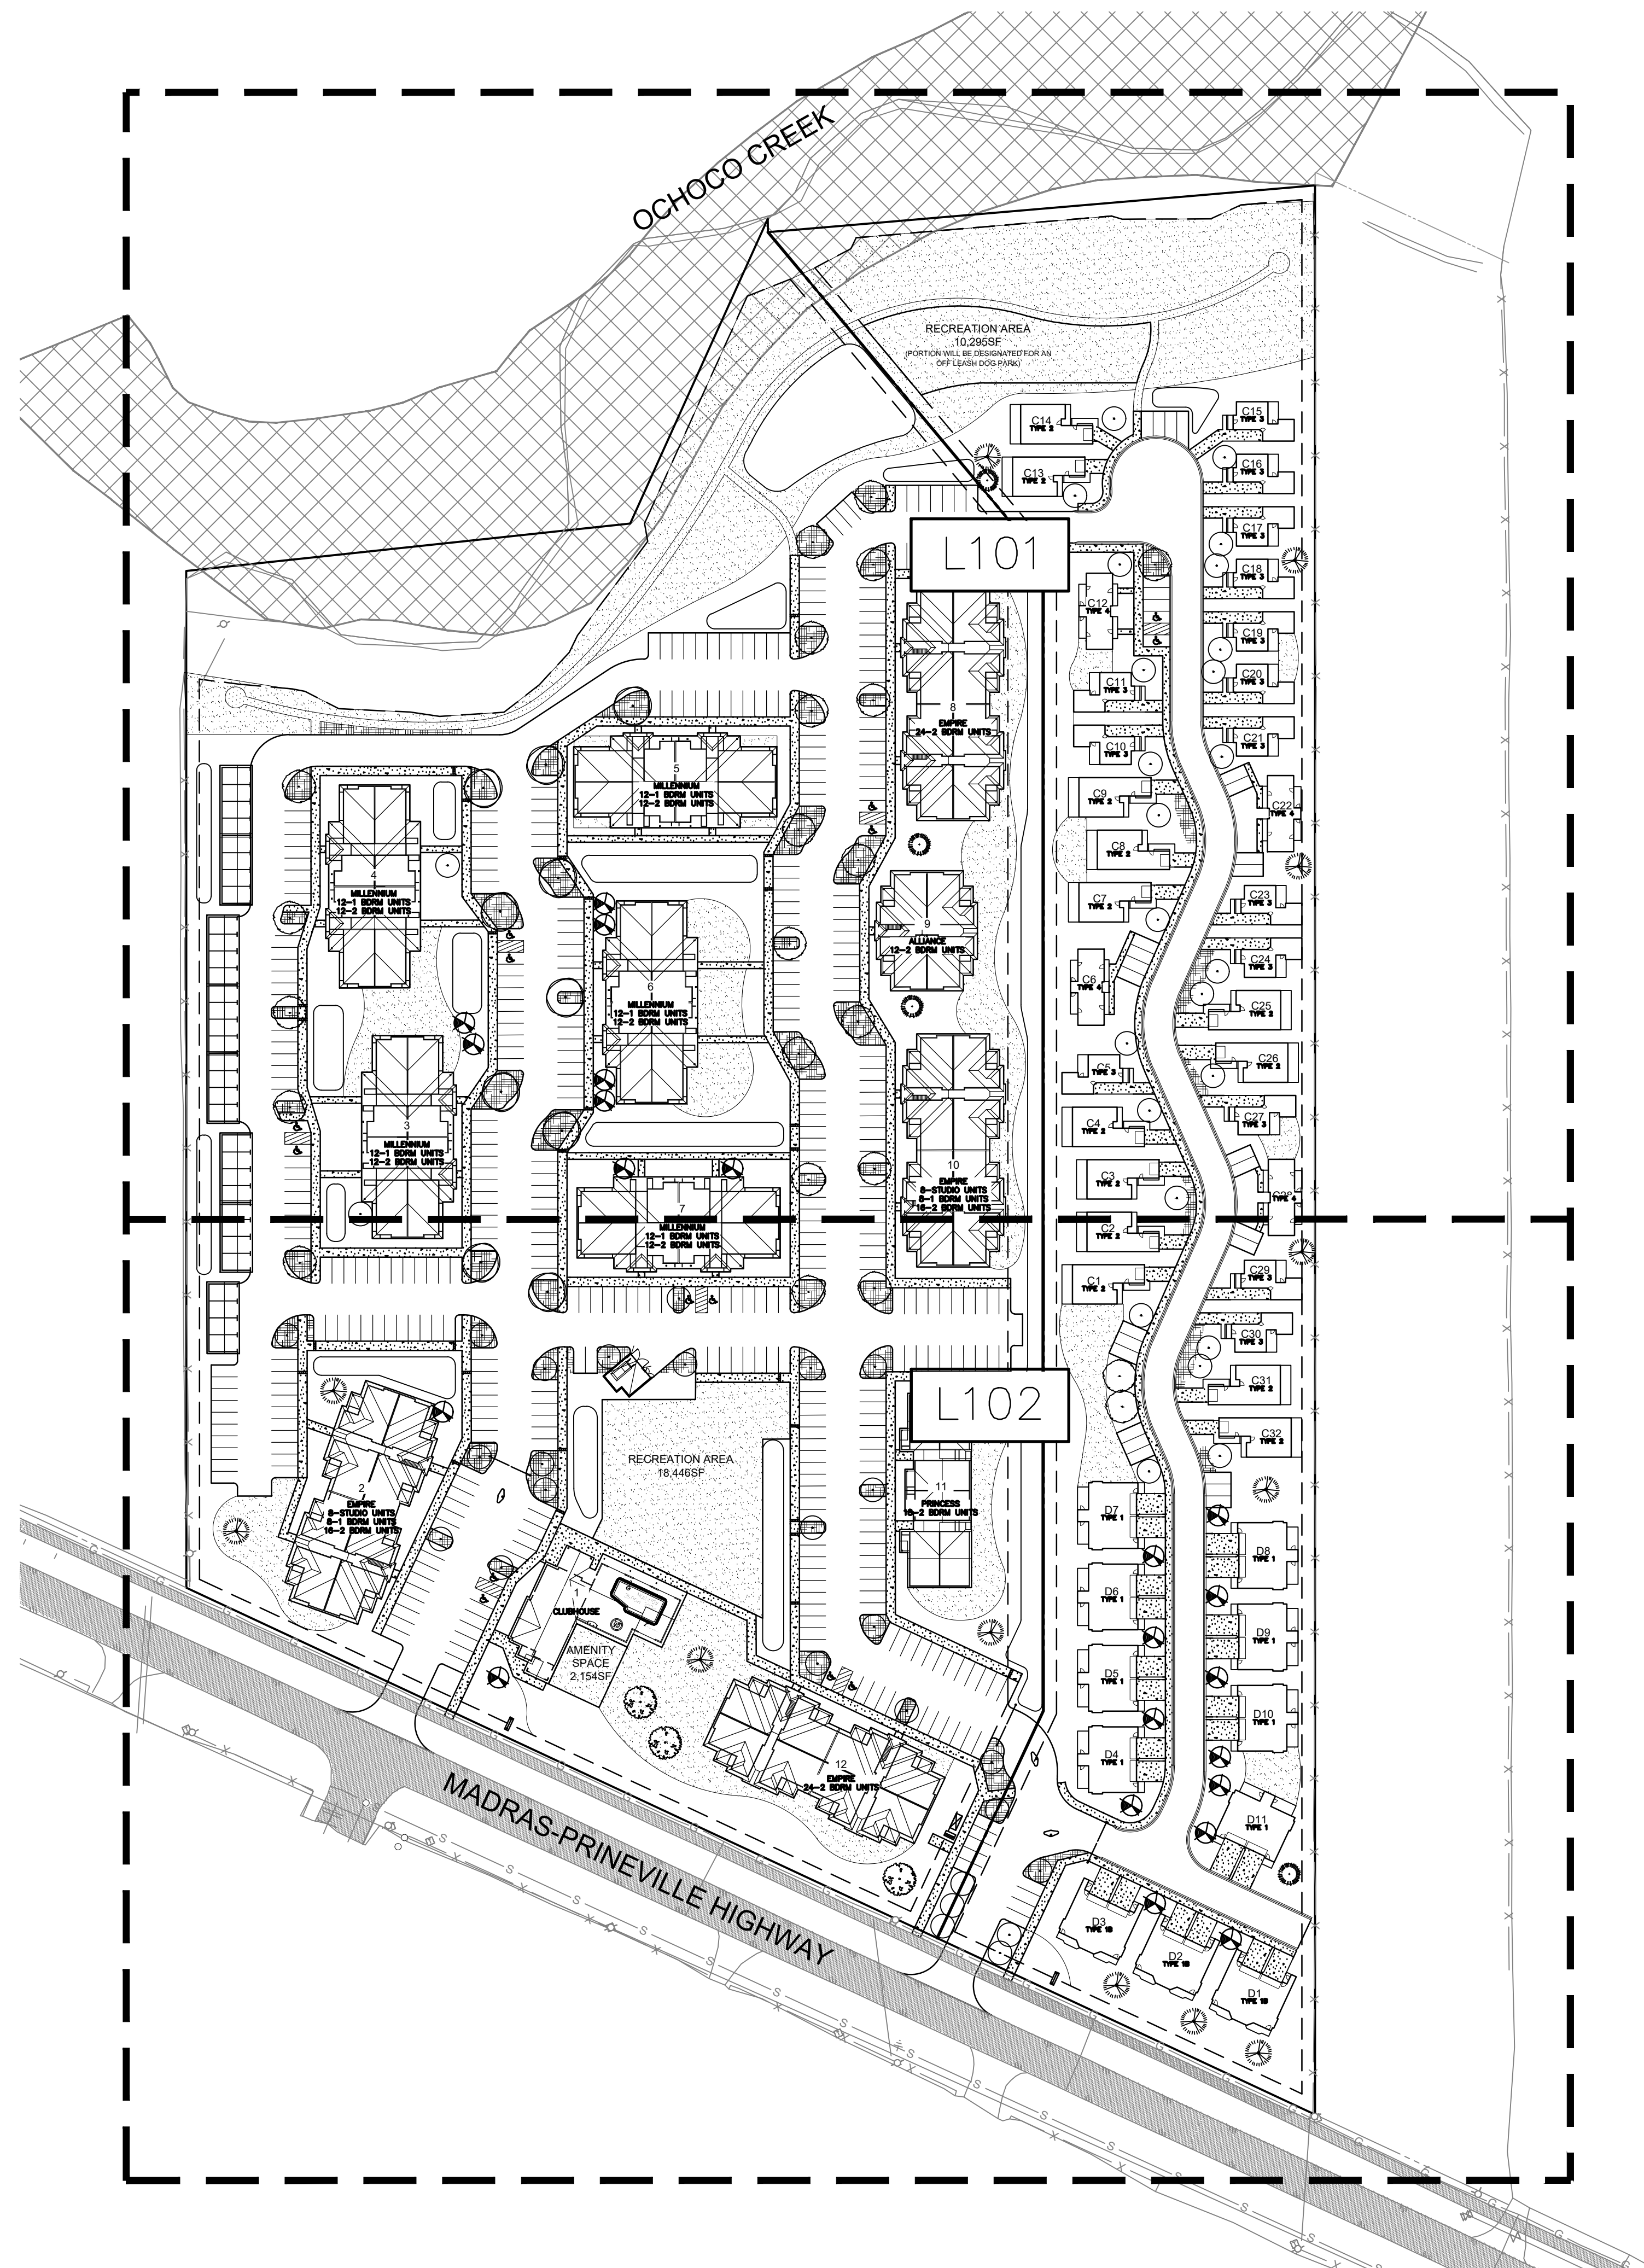 OCHOCO CREEK
RECREATION AREA
10,295SF
(PORTION WILL BE DESIGNATED FOR AN
OFF LEASH DOG PARK)
C14
TYPE 2
C15
TYPE 3
C13
TYPE 2
C16
TYPE 3
L101
C17
TYPE 3
C18
TYPE 3
C12
TYPE 4
C19
TYPE 3
C11
TYPE 3
C20
TYPE 3
8
EMPIRE
24-2 BDRM UNITS
C10
TYPE 3
C21
TYPE 3
5
MILLENNIUM
12-1 BDRM UNITS
12-2 BDRM UNITS
C9
TYPE 2
C22
TYPE 4
C8
TYPE 2
4
MILLENNIUM
12-1 BDRM UNITS
12-2 BDRM UNITS
C7
TYPE 2
C23
TYPE 3
9
ALLIANCE
12-2 BDRM UNITS
C24
TYPE 3
C6
TYPE 4
6
MILLENNIUM
12-1 BDRM UNITS
12-2 BDRM UNITS
C25
TYPE 2
C5
TYPE 3
C26
TYPE 2
3
MILLENNIUM
12-1 BDRM UNITS
12-2 BDRM UNITS
C4
TYPE 2
C27
TYPE 3
10
EMPIRE
8-STUDIO UNITS
8-1 BDRM UNITS
16-2 BDRM UNITS
C3
TYPE 2
C28
TYPE 4
7
MILLENNIUM
12-1 BDRM UNITS
12-2 BDRM UNITS
C2
TYPE 2
C1
TYPE 2
C29
TYPE 3
C30
TYPE 3
C31
TYPE 2
L102
C32
TYPE 2
RECREATION AREA
18,446SF
2
EMPIRE
8-STUDIO UNITS
8-1 BDRM UNITS
16-2 BDRM UNITS
11
PRINCESS
18-2 BDRM UNITS
D7
TYPE 1
D8
TYPE 1
1
CLUBHOUSE
D6
TYPE 1
D9
TYPE 1
AMENITY
SPACE
2,154SF
D5
TYPE 1
D10
TYPE 1
D4
TYPE 1
12
EMPIRE
24-2 BDRM UNITS
D11
TYPE 1
MADRAS-PRINEVILLE HIGHWAY
D3
TYPE 1B
D2
TYPE 1B
D1
TYPE 1B